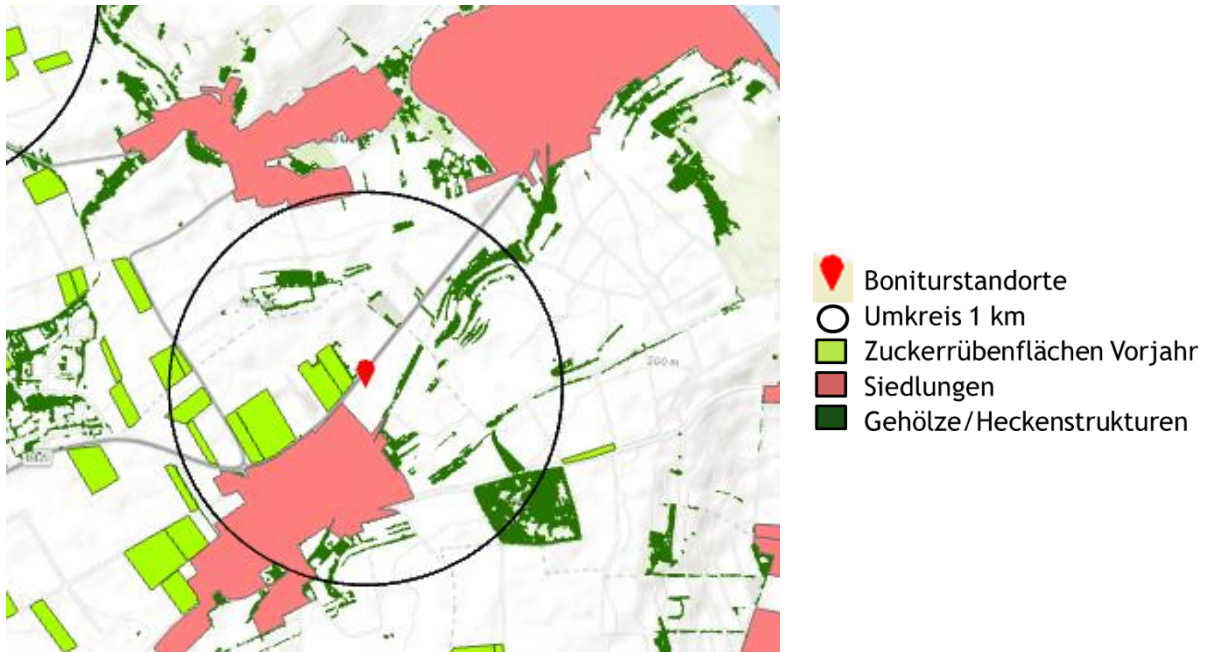 200 m
Boniturstandorte
Umkreis 1 km
Zuckerrübenflächen Vorjahr
Siedlungen
Gehölze/Heckenstrukturen